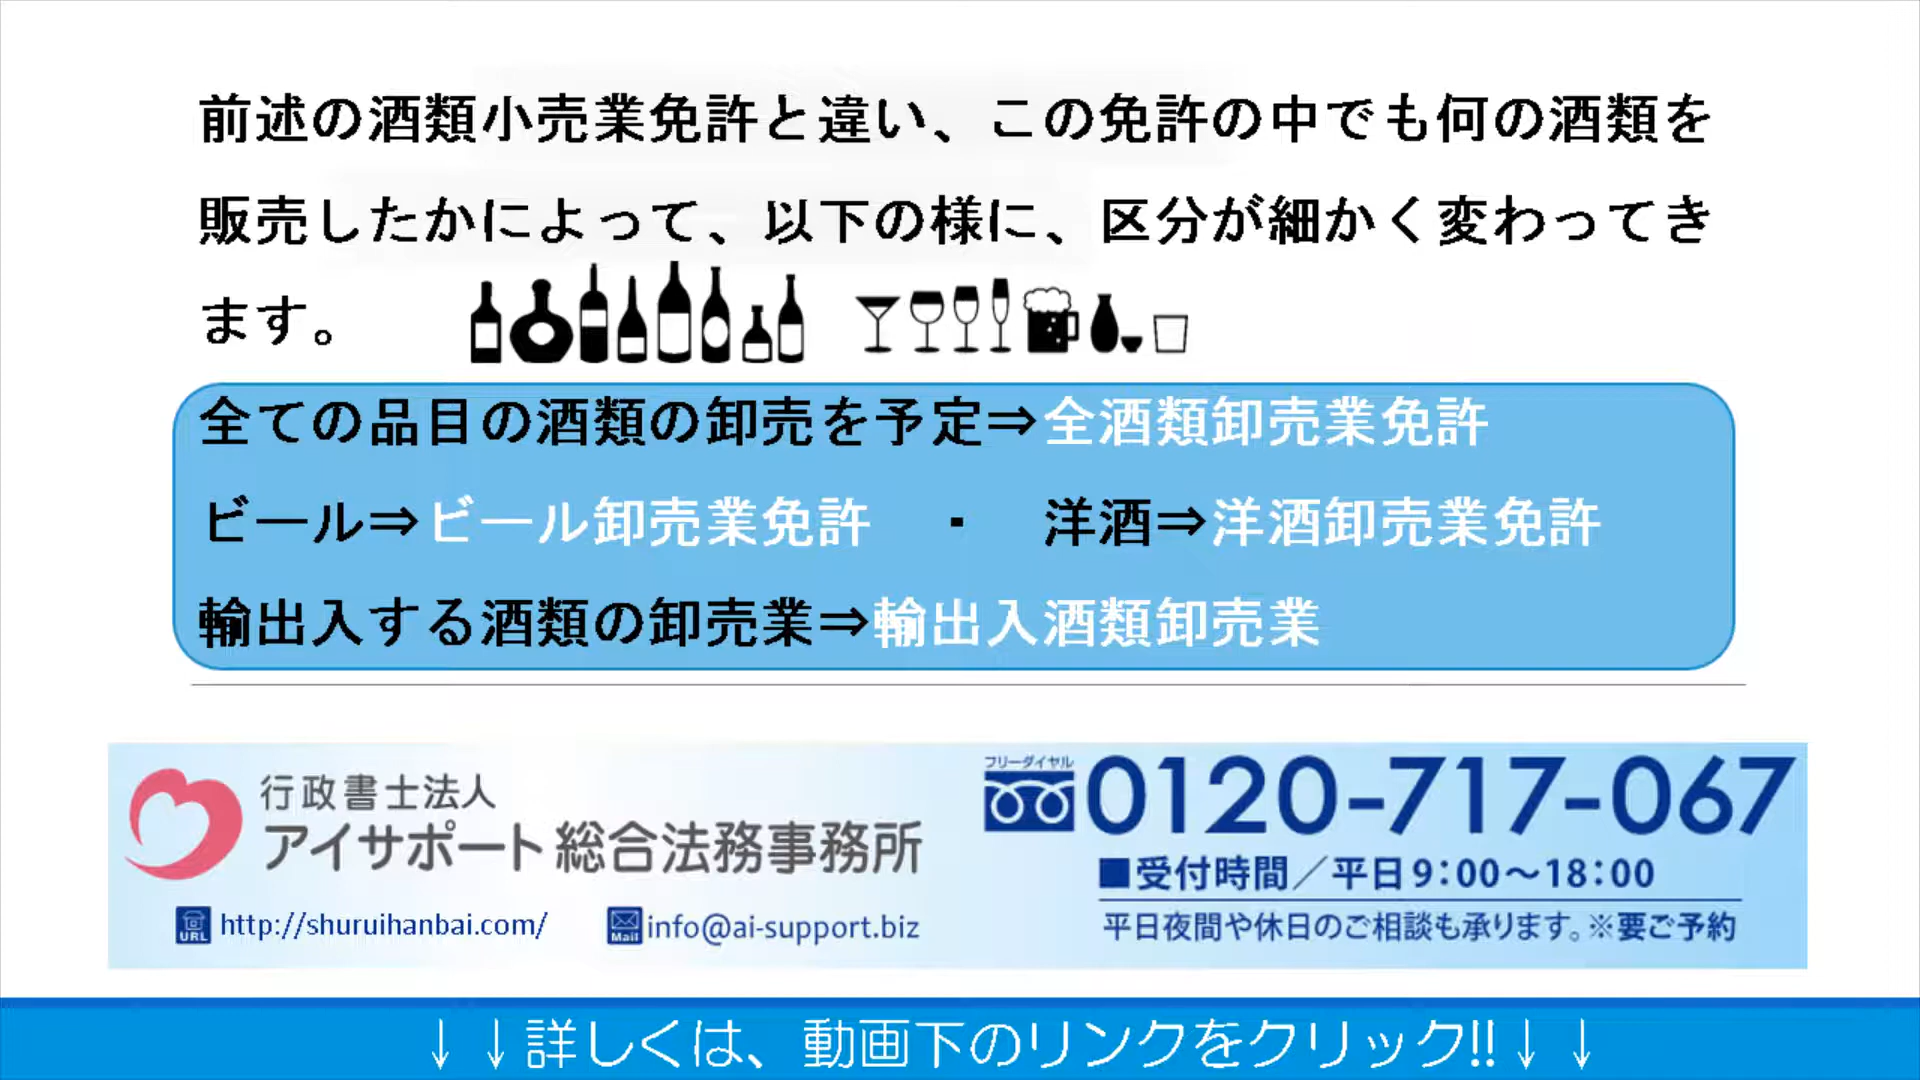 前述の酒類小売業免許と違い、この免許の中でも何の酒類を
販売したかによって、以下の様に、区分が細かく変わってき
ます。
全ての品目の酒類の卸売を予定⇒全酒類卸売業免許
ビール⇒ビール卸売業免許　・　洋酒⇒洋酒卸売業免許
輸出入する酒類の卸売業⇒輸出入酒類卸売業
行政書士法人
アイサポート総合法務事務所
URL http://shuruihanbai.com/
Mail info@ai-support.biz
フリーダイヤル
0120-717-067
■受付時間／平日9:00～18:00
平日夜間や休日のご相談も承ります。※要ご予約
↓↓詳しくは、動画下のリンクをクリック!!↓↓